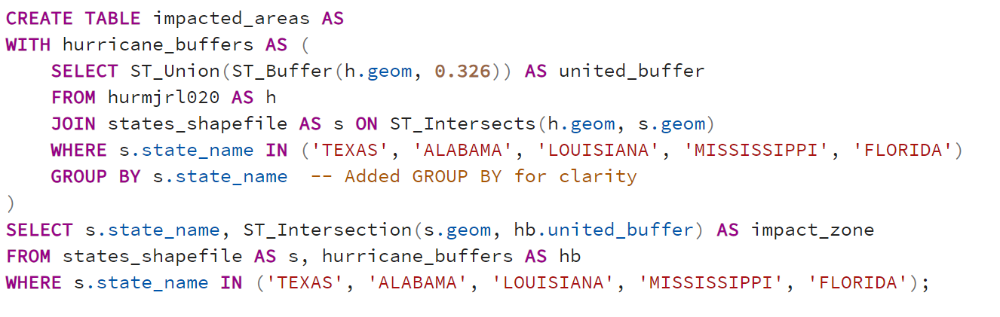 CREATE TABLE impacted_areas AS
WITH hurricane_buffers AS (
    SELECT ST_Union(ST_Buffer(h.geom, 0.326)) AS united_buffer
    FROM hurmjrl020 AS h
    JOIN states_shapefile AS s ON ST_Intersects(h.geom, s.geom)
    WHERE s.state_name IN ('TEXAS', 'ALABAMA', 'LOUISIANA', 'MISSISSIPPI', 'FLORIDA')
    GROUP BY s.state_name  -- Added GROUP BY for clarity
)
SELECT s.state_name, ST_Intersection(s.geom, hb.united_buffer) AS impact_zone
FROM states_shapefile AS s, hurricane_buffers AS hb
WHERE s.state_name IN ('TEXAS', 'ALABAMA', 'LOUISIANA', 'MISSISSIPPI', 'FLORIDA');